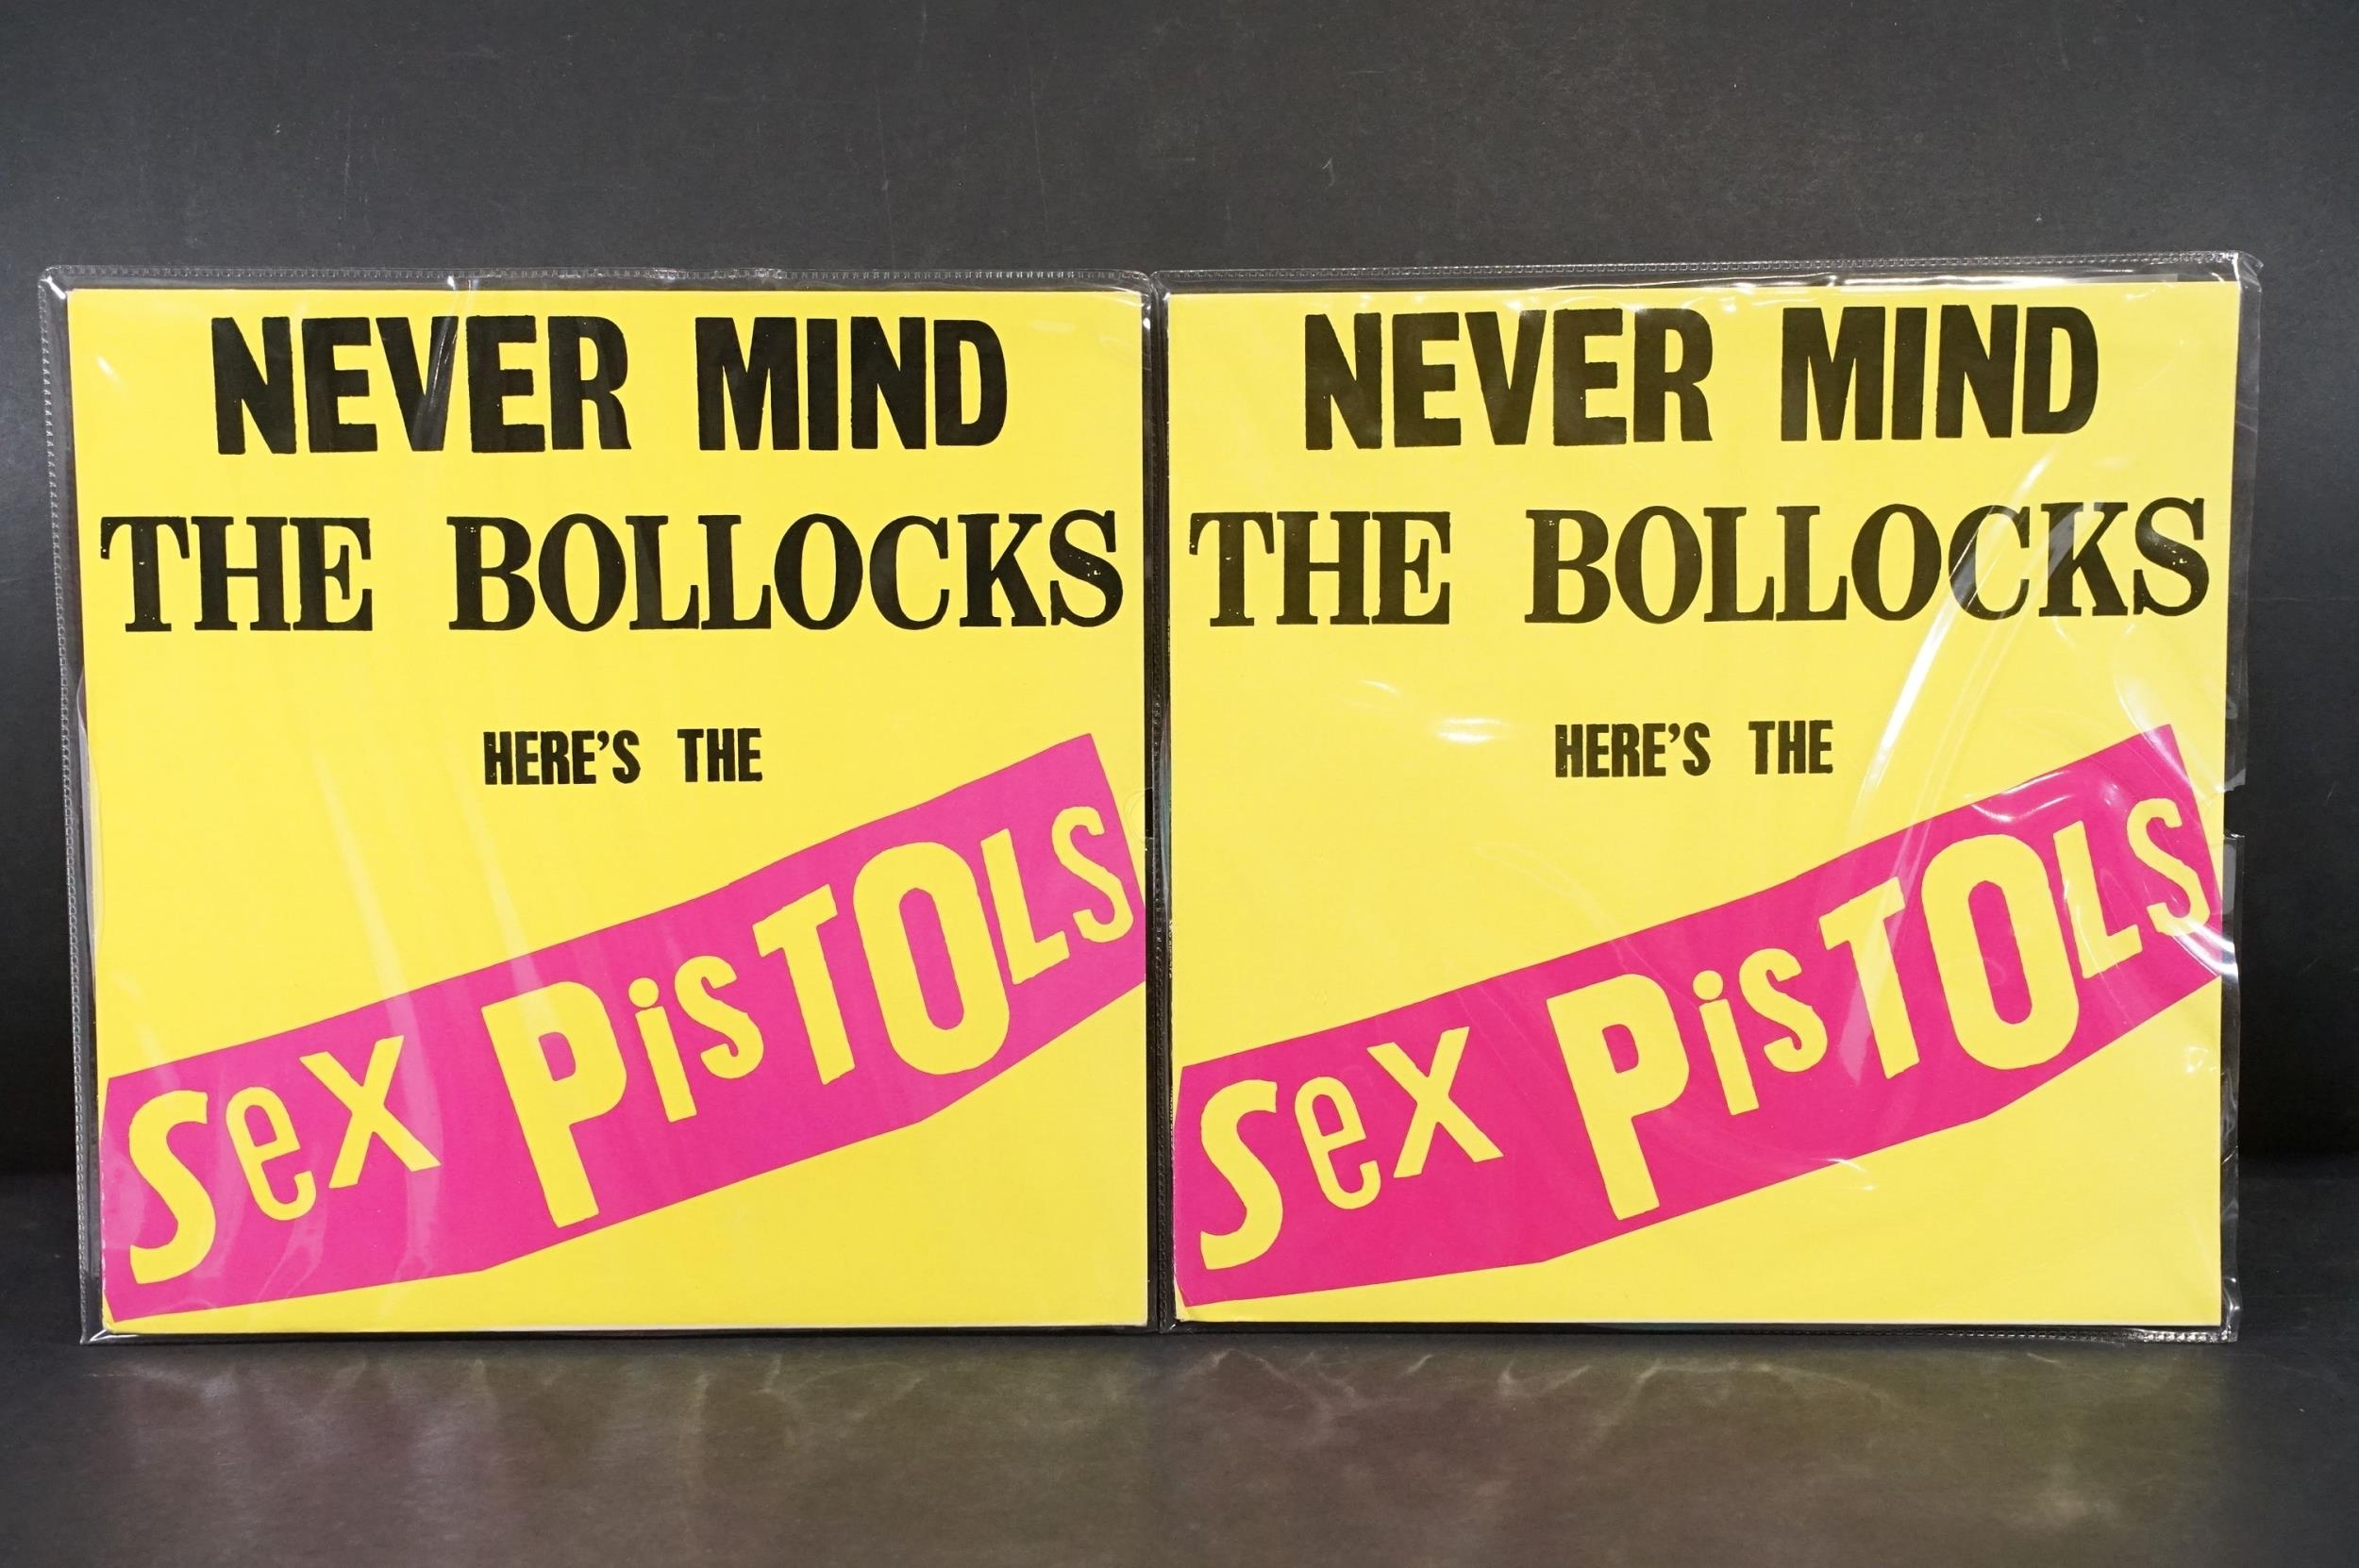 NEVER MIND
THE BOLLOCKS
HERE'S THE
Sex PisTOLS
NEVER MIND
THE BOLLOCKS
HERE'S THE
Sex PisTOLS